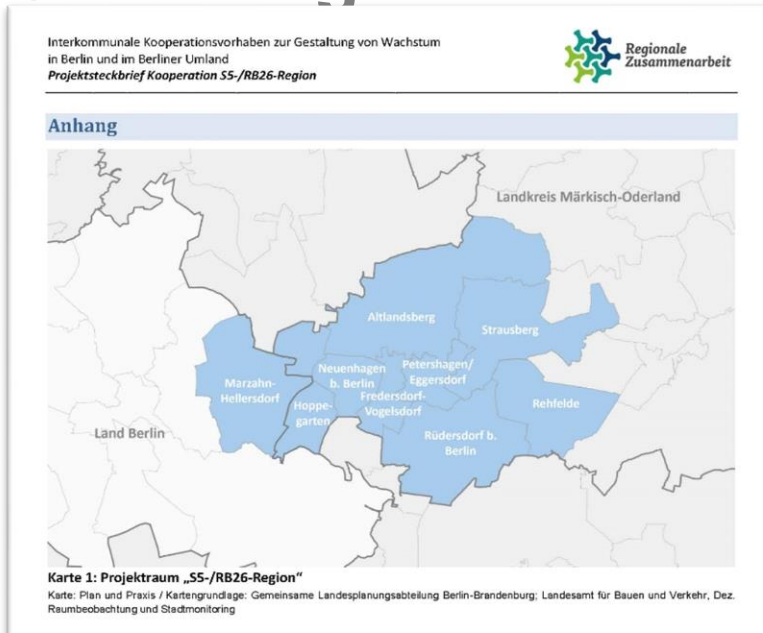 Interkommunale Kooperationsvorhaben zur Gestaltung von Wachstum
in Berlin und im Berliner Umland
Projektsteckbrief Kooperation S5-/RB26-Region
Regionale
Zusammenarbeit
Anhang
Landkreis Märkisch-Oderland
Altlandsberg
Strausberg
Neuenhagen
b. Berlin
Petershagen/
Eggersdorf
Marzahn-
Hellersdorf
Fredersdorf-
Vogelsdorf
Hoppe-
garten
Rehfelde
Land Berlin
Rüdersdorf b.
Berlin
Karte 1: Projektraum „S5-/RB26-Region“
Karte: Plan und Praxis / Kartengrundlage: Gemeinsame Landesplanungsabteilung Berlin-Brandenburg; Landesamt für Bauen und Verkehr, Dez.
Raumbeobachtung und Stadtmonitoring